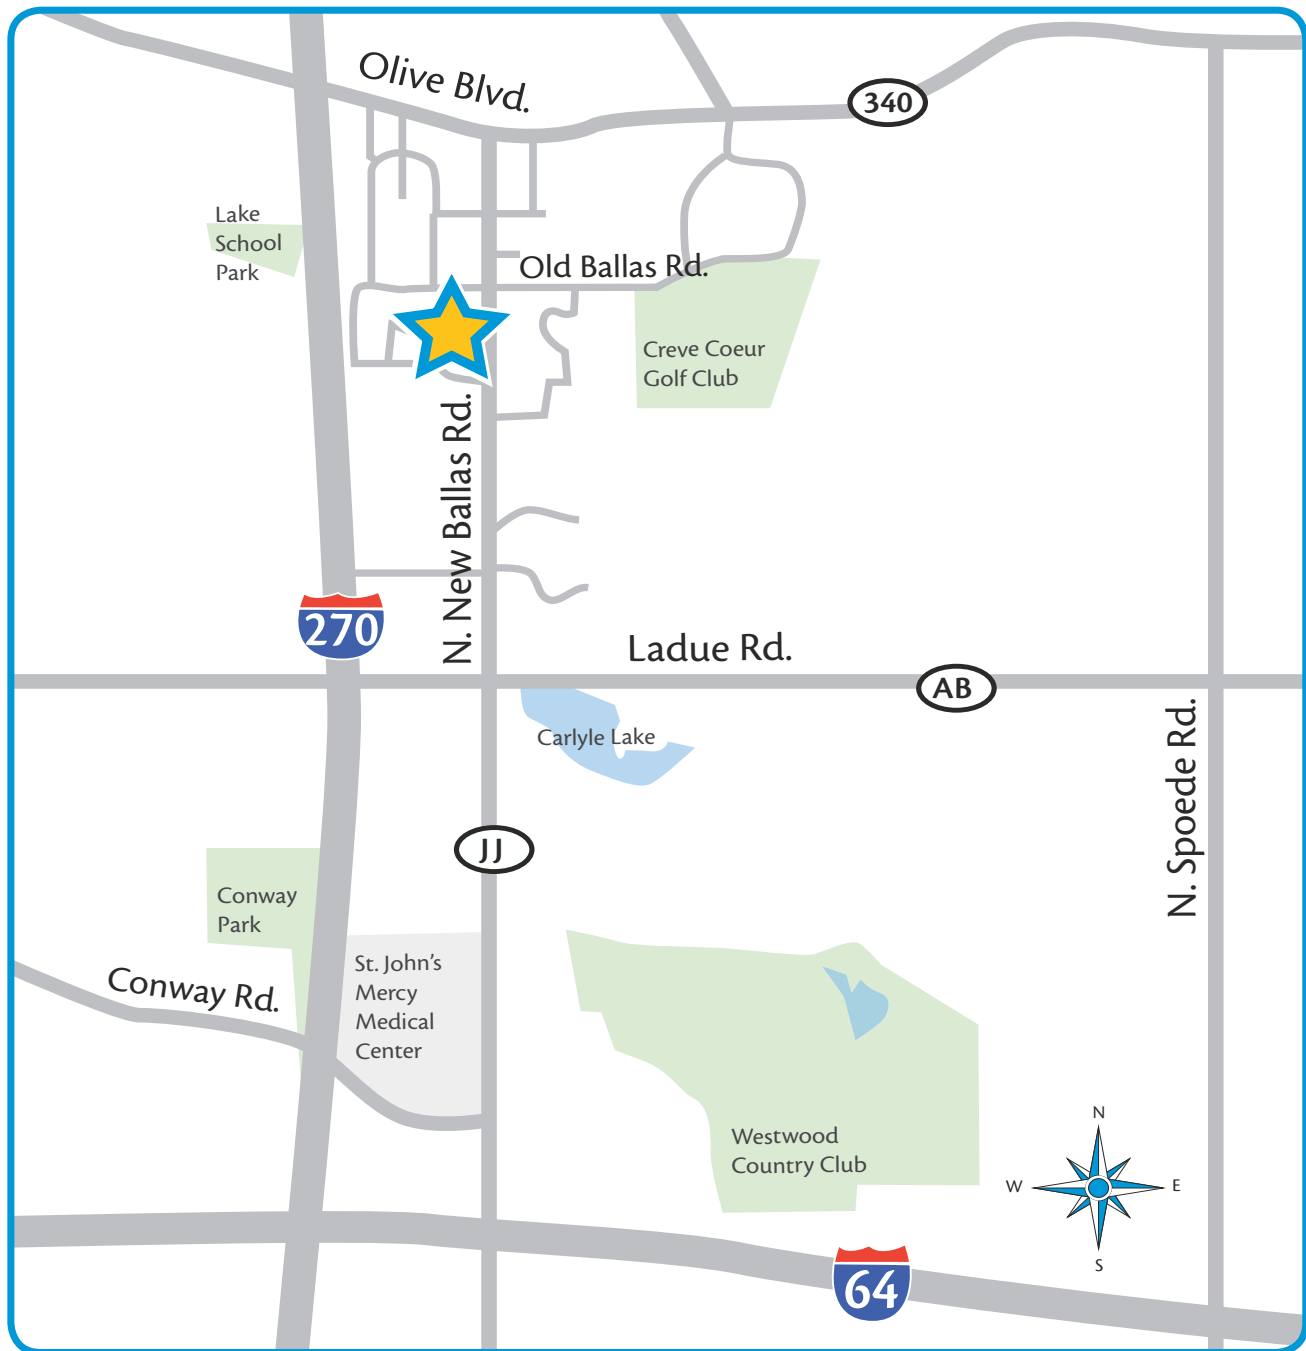 Olive Blvd.
340
Lake
School
Park
Old Ballas Rd.
Creve Coeur
Golf Club
N. New Ballas Rd.
270
Ladue Rd.
AB
Carlyle Lake
N. Spoede Rd.
JJ
Conway
Park
St. John's
Mercy
Medical
Center
Conway Rd.
Westwood
Country Club
N
W
E
S
64